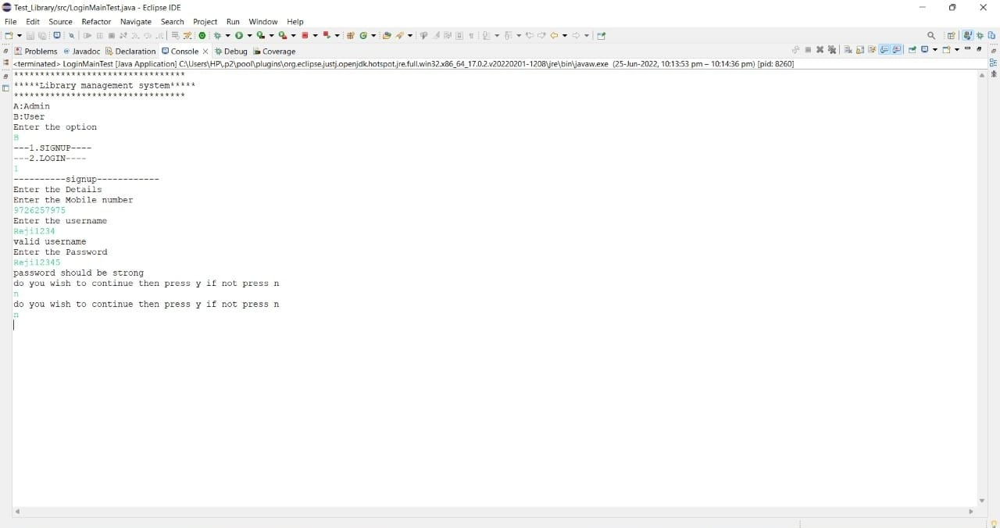 Test_Library/src/LoginMainTest.java - Eclipse IDE
File Edit Source Refactor Navigate Search Project Run Window Help
Problems Javadoc Declaration Console Debug Coverage
<terminated> LoginMainTest [Java Application] C:\Users\HP\.p2\pool\plugins\org.eclipse.justj.openjdk.hotspot.jre.full.win32.x86_64_17.0.2.v20220201-1208\jre\bin\javaw.exe (25-Jun-2022, 10:13:53 pm – 10:14:36 pm) [pid: 8260]
*********************************
*****Library management system*****
*********************************
A:Admin
B:User
Enter the option
B
---1.SIGNUP----
---2.LOGIN----
1
----------signup------------
Enter the Details
Enter the Mobile number
9726257975
Enter the username
Reji1234
valid username
Enter the Password
Reji12345
password should be strong
do you wish to continue then press y if not press n
n
do you wish to continue then press y if not press n
n